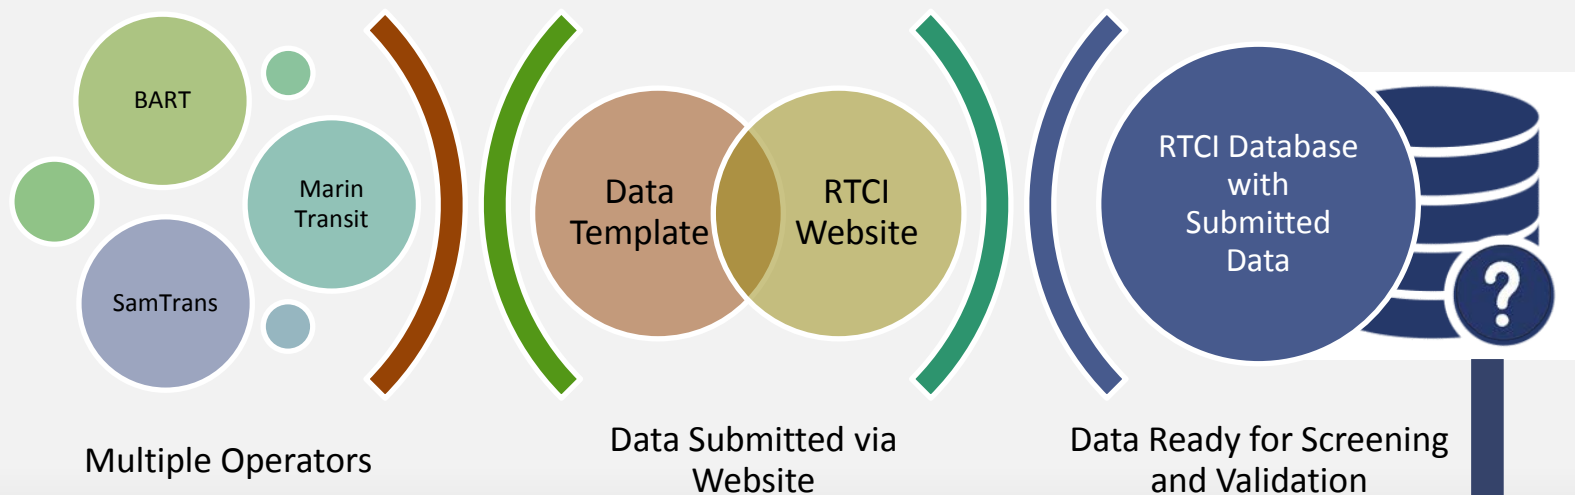 BART
Marin
Transit
SamTrans
Multiple Operators
Data
Template
RTCI
Website
Data Submitted via
Website
RTCI Database
with
Submitted
Data
?
Data Ready for Screening
and Validation